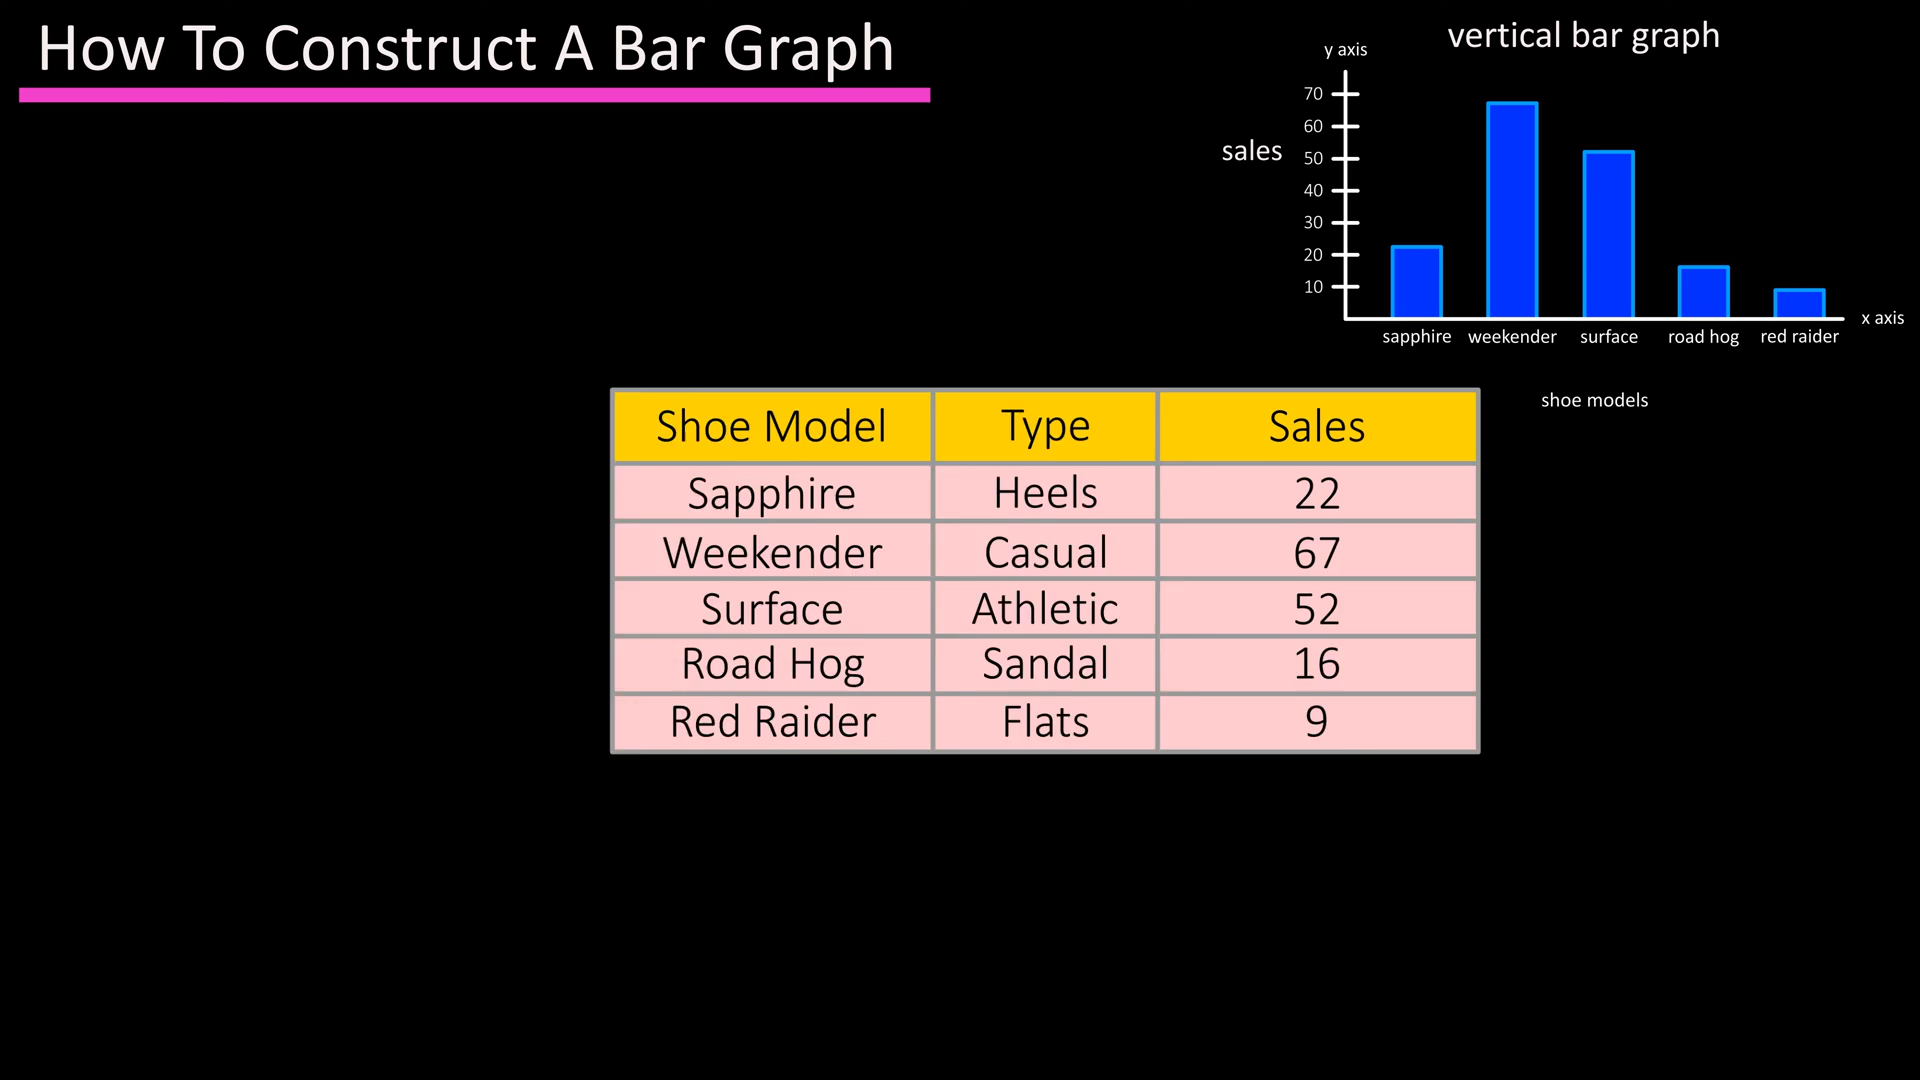 How To Construct A Bar Graph
vertical bar graph
y axis
70
60
sales
50
40
30
20
10
x axis
sapphire weekender surface road hog red raider
shoe models
Shoe Model Type Sales
Sapphire Heels 22
Weekender Casual 67
Surface Athletic 52
Road Hog Sandal 16
Red Raider Flats 9